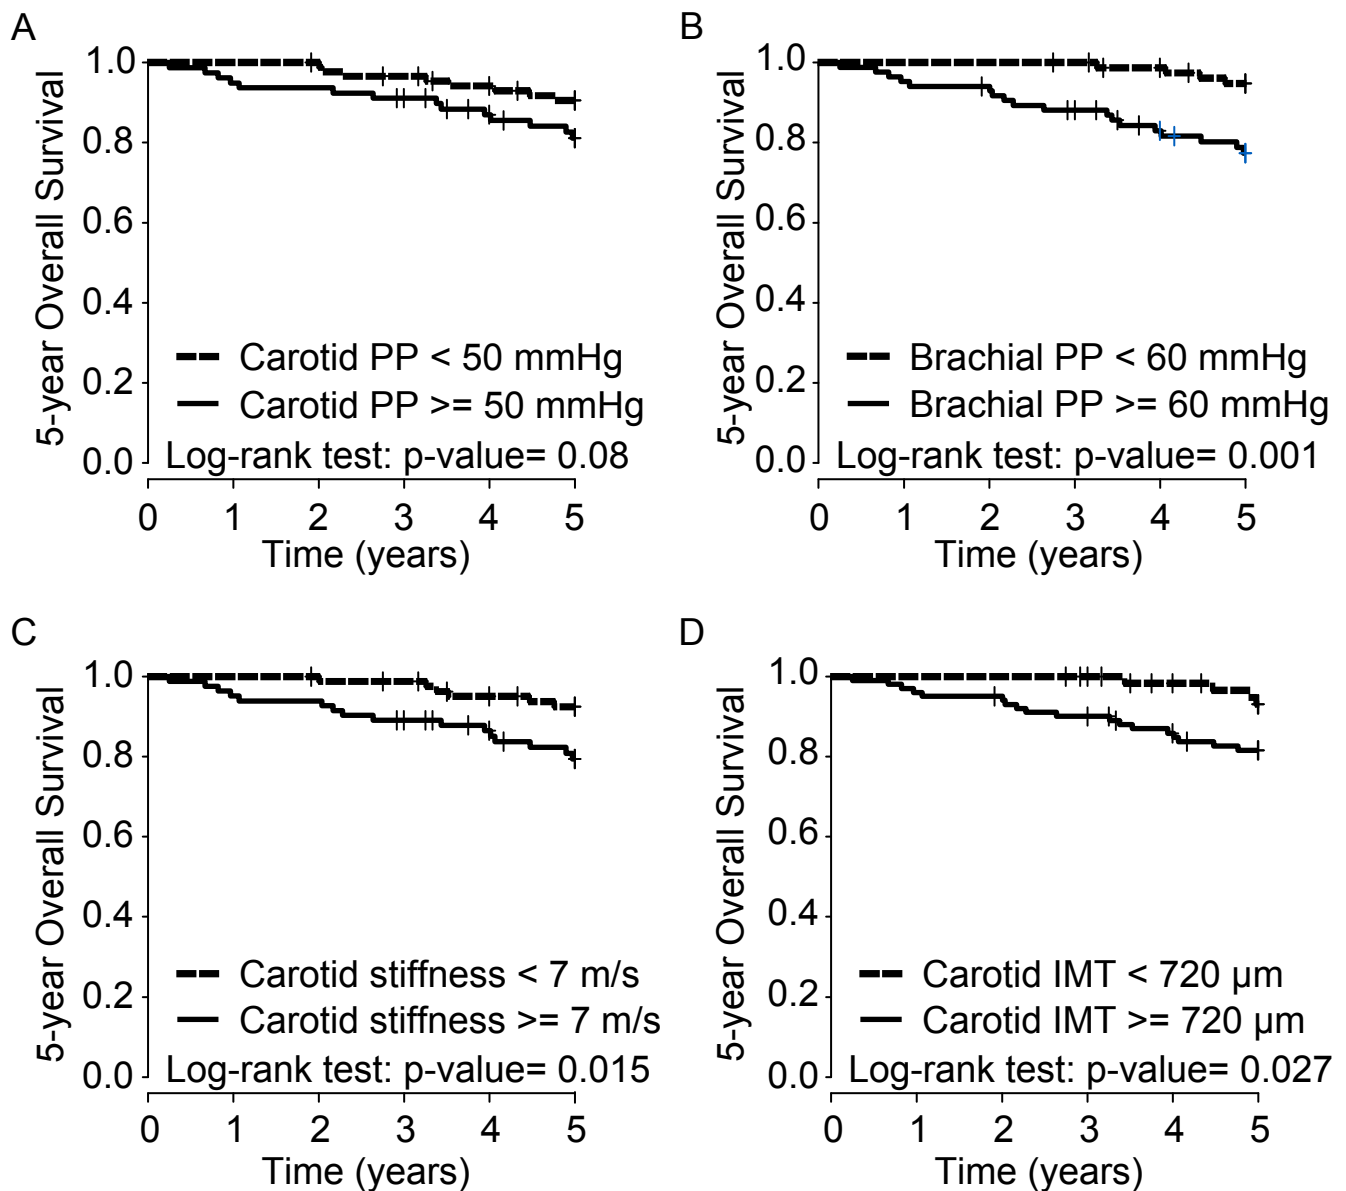 A
5-year Overall Survival
1.0
0.8
0.6
0.4
0.2
0.0
Carotid PP < 50 mmHg
Carotid PP >= 50 mmHg
Log-rank test: p-value= 0.08
0 1 2 3 4 5
Time (years)
B
5-year Overall Survival
1.0
0.8
0.6
0.4
0.2
0.0
Brachial PP < 60 mmHg
Brachial PP >= 60 mmHg
Log-rank test: p-value= 0.001
0 1 2 3 4 5
Time (years)
C
5-year Overall Survival
1.0
0.8
0.6
0.4
0.2
0.0
Carotid stiffness < 7 m/s
Carotid stiffness >= 7 m/s
Log-rank test: p-value= 0.015
0 1 2 3 4 5
Time (years)
D
5-year Overall Survival
1.0
0.8
0.6
0.4
0.2
0.0
Carotid IMT < 720 µm
Carotid IMT >= 720 µm
Log-rank test: p-value= 0.027
0 1 2 3 4 5
Time (years)